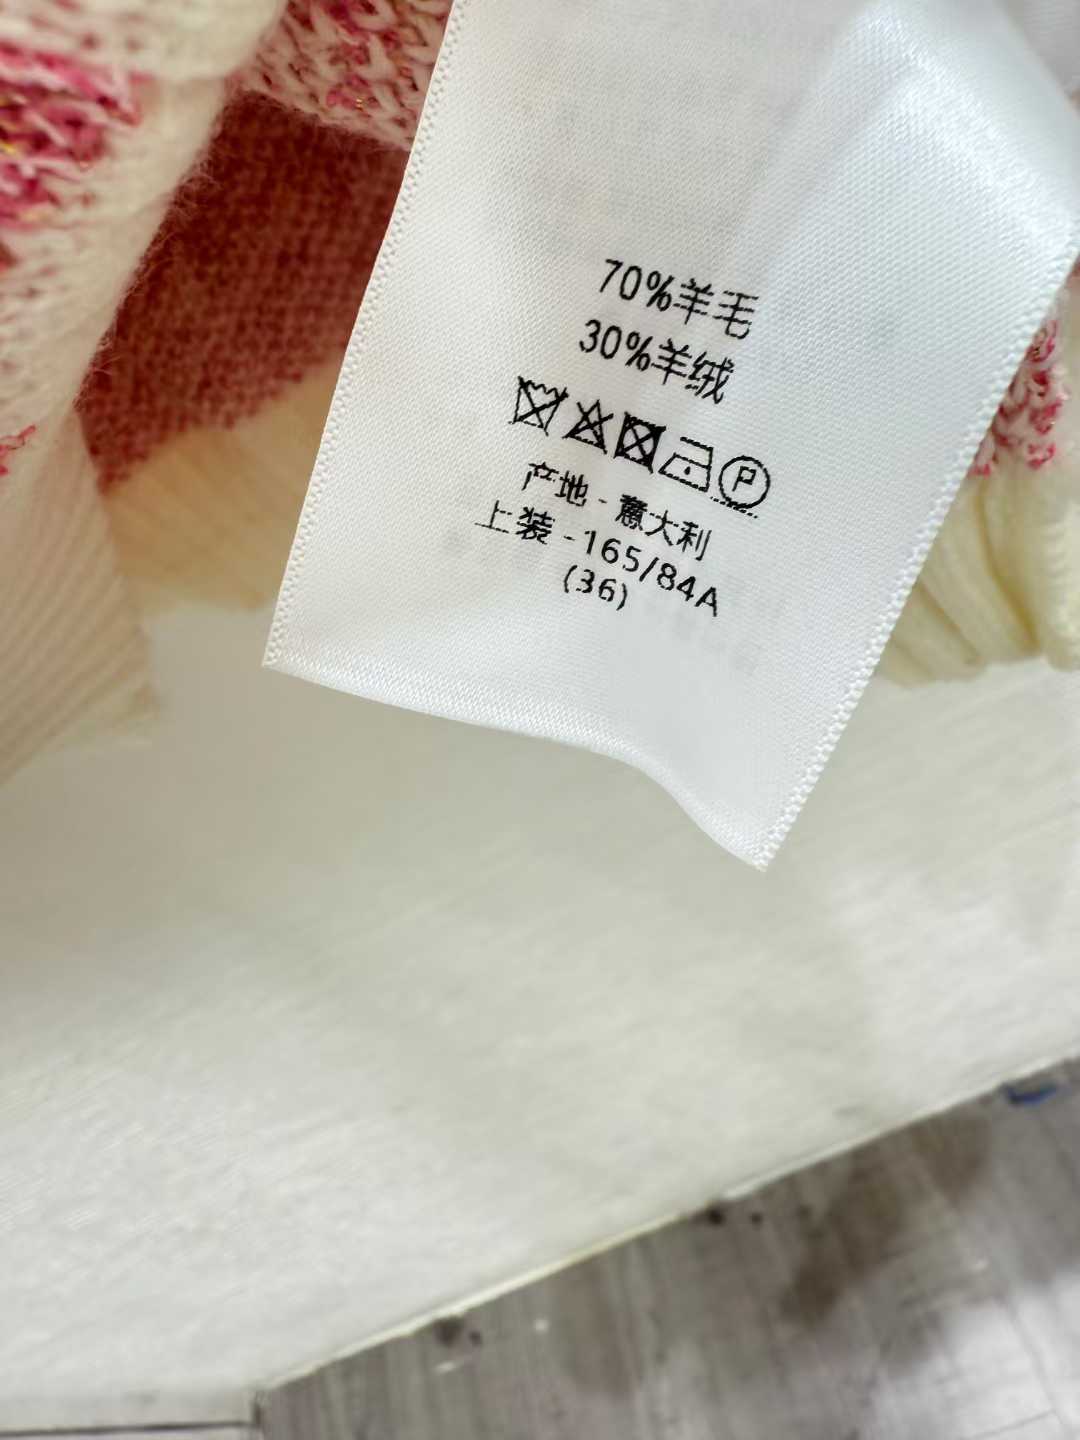 70%羊毛
30%羊绒
P
产地 - 意大利
上装 -165/84A
(36)